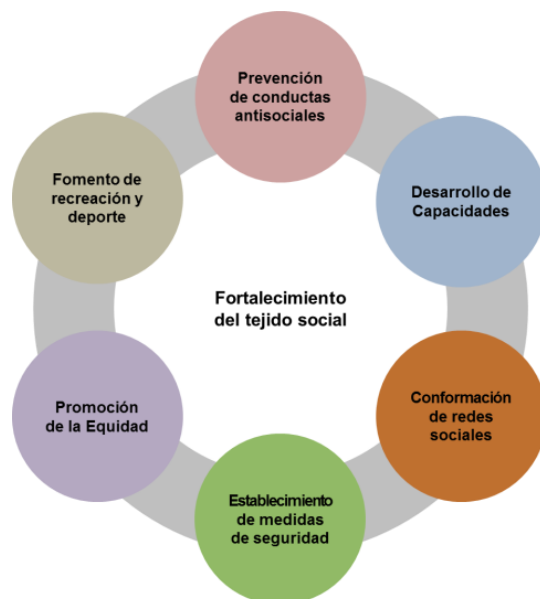 Prevención
de conductas
antisociales
Desarrollo de
Capacidades
Conformación
de redes
sociales
Establecimiento
de medidas
de seguridad
Promoción
de la Equidad
Fomento de
recreación y
deporte
Fortalecimiento
del tejido social